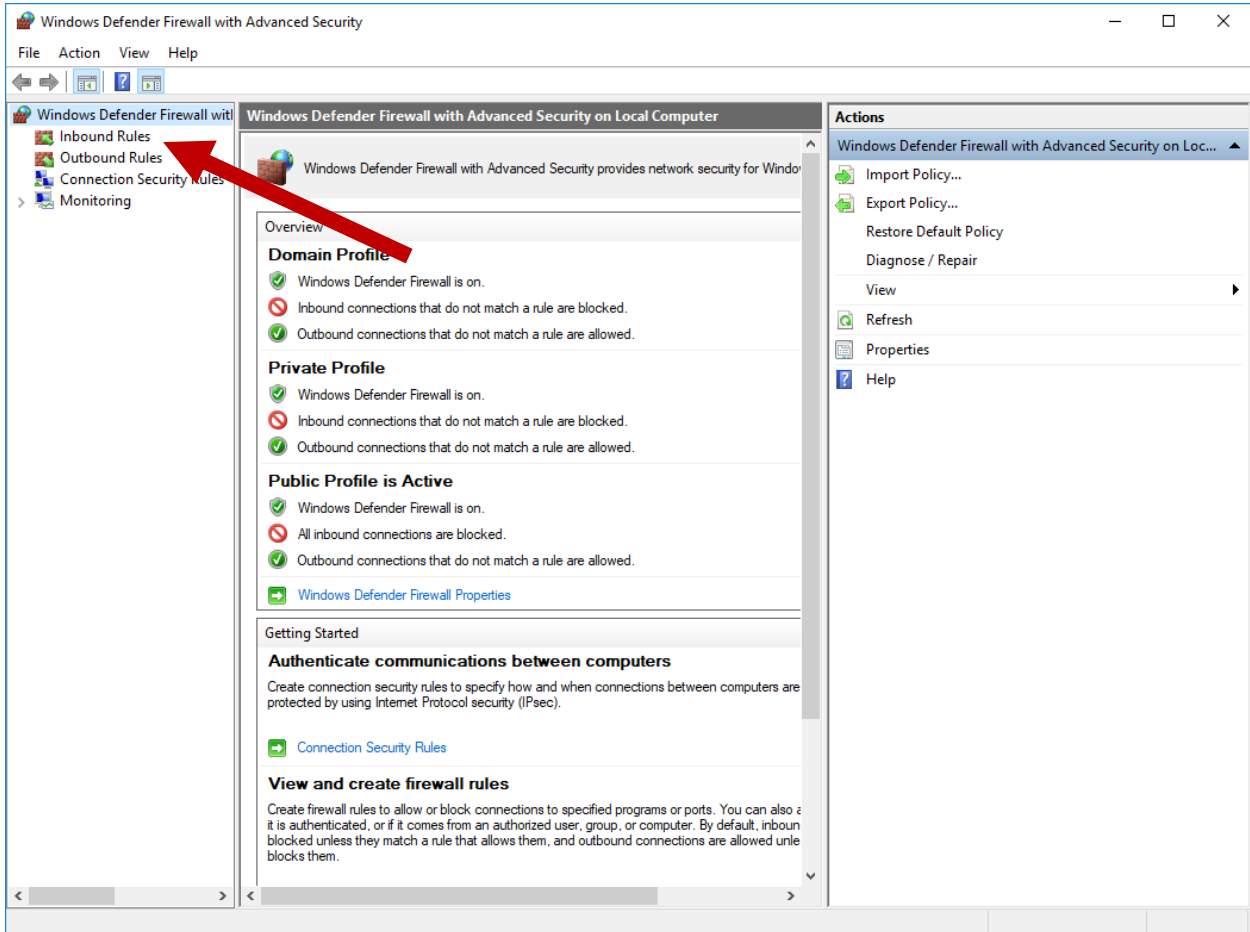 Windows Defender Firewall with Advanced Security
File Action View Help
Windows Defender Firewall with
Inbound Rules
Outbound Rules
Connection Security Rules
Monitoring
Windows Defender Firewall with Advanced Security on Local Computer
Windows Defender Firewall with Advanced Security provides network security for Window
Overview
Domain Profile
Windows Defender Firewall is on.
Inbound connections that do not match a rule are blocked.
Outbound connections that do not match a rule are allowed.
Private Profile
Windows Defender Firewall is on.
Inbound connections that do not match a rule are blocked.
Outbound connections that do not match a rule are allowed.
Public Profile is Active
Windows Defender Firewall is on.
All inbound connections are blocked.
Outbound connections that do not match a rule are allowed.
Windows Defender Firewall Properties
Getting Started
Authenticate communications between computers
Create connection security rules to specify how and when connections between computers are
protected by using Internet Protocol security (IPsec).
Connection Security Rules
View and create firewall rules
Create firewall rules to allow or block connections to specified programs or ports. You can also a
it is authenticated, or if it comes from an authorized user, group, or computer. By default, inboun
blocked unless they match a rule that allows them, and outbound connections are allowed unle
blocks them.
Actions
Windows Defender Firewall with Advanced Security on Loc...
Import Policy...
Export Policy...
Restore Default Policy
Diagnose / Repair
View
Refresh
Properties
Help